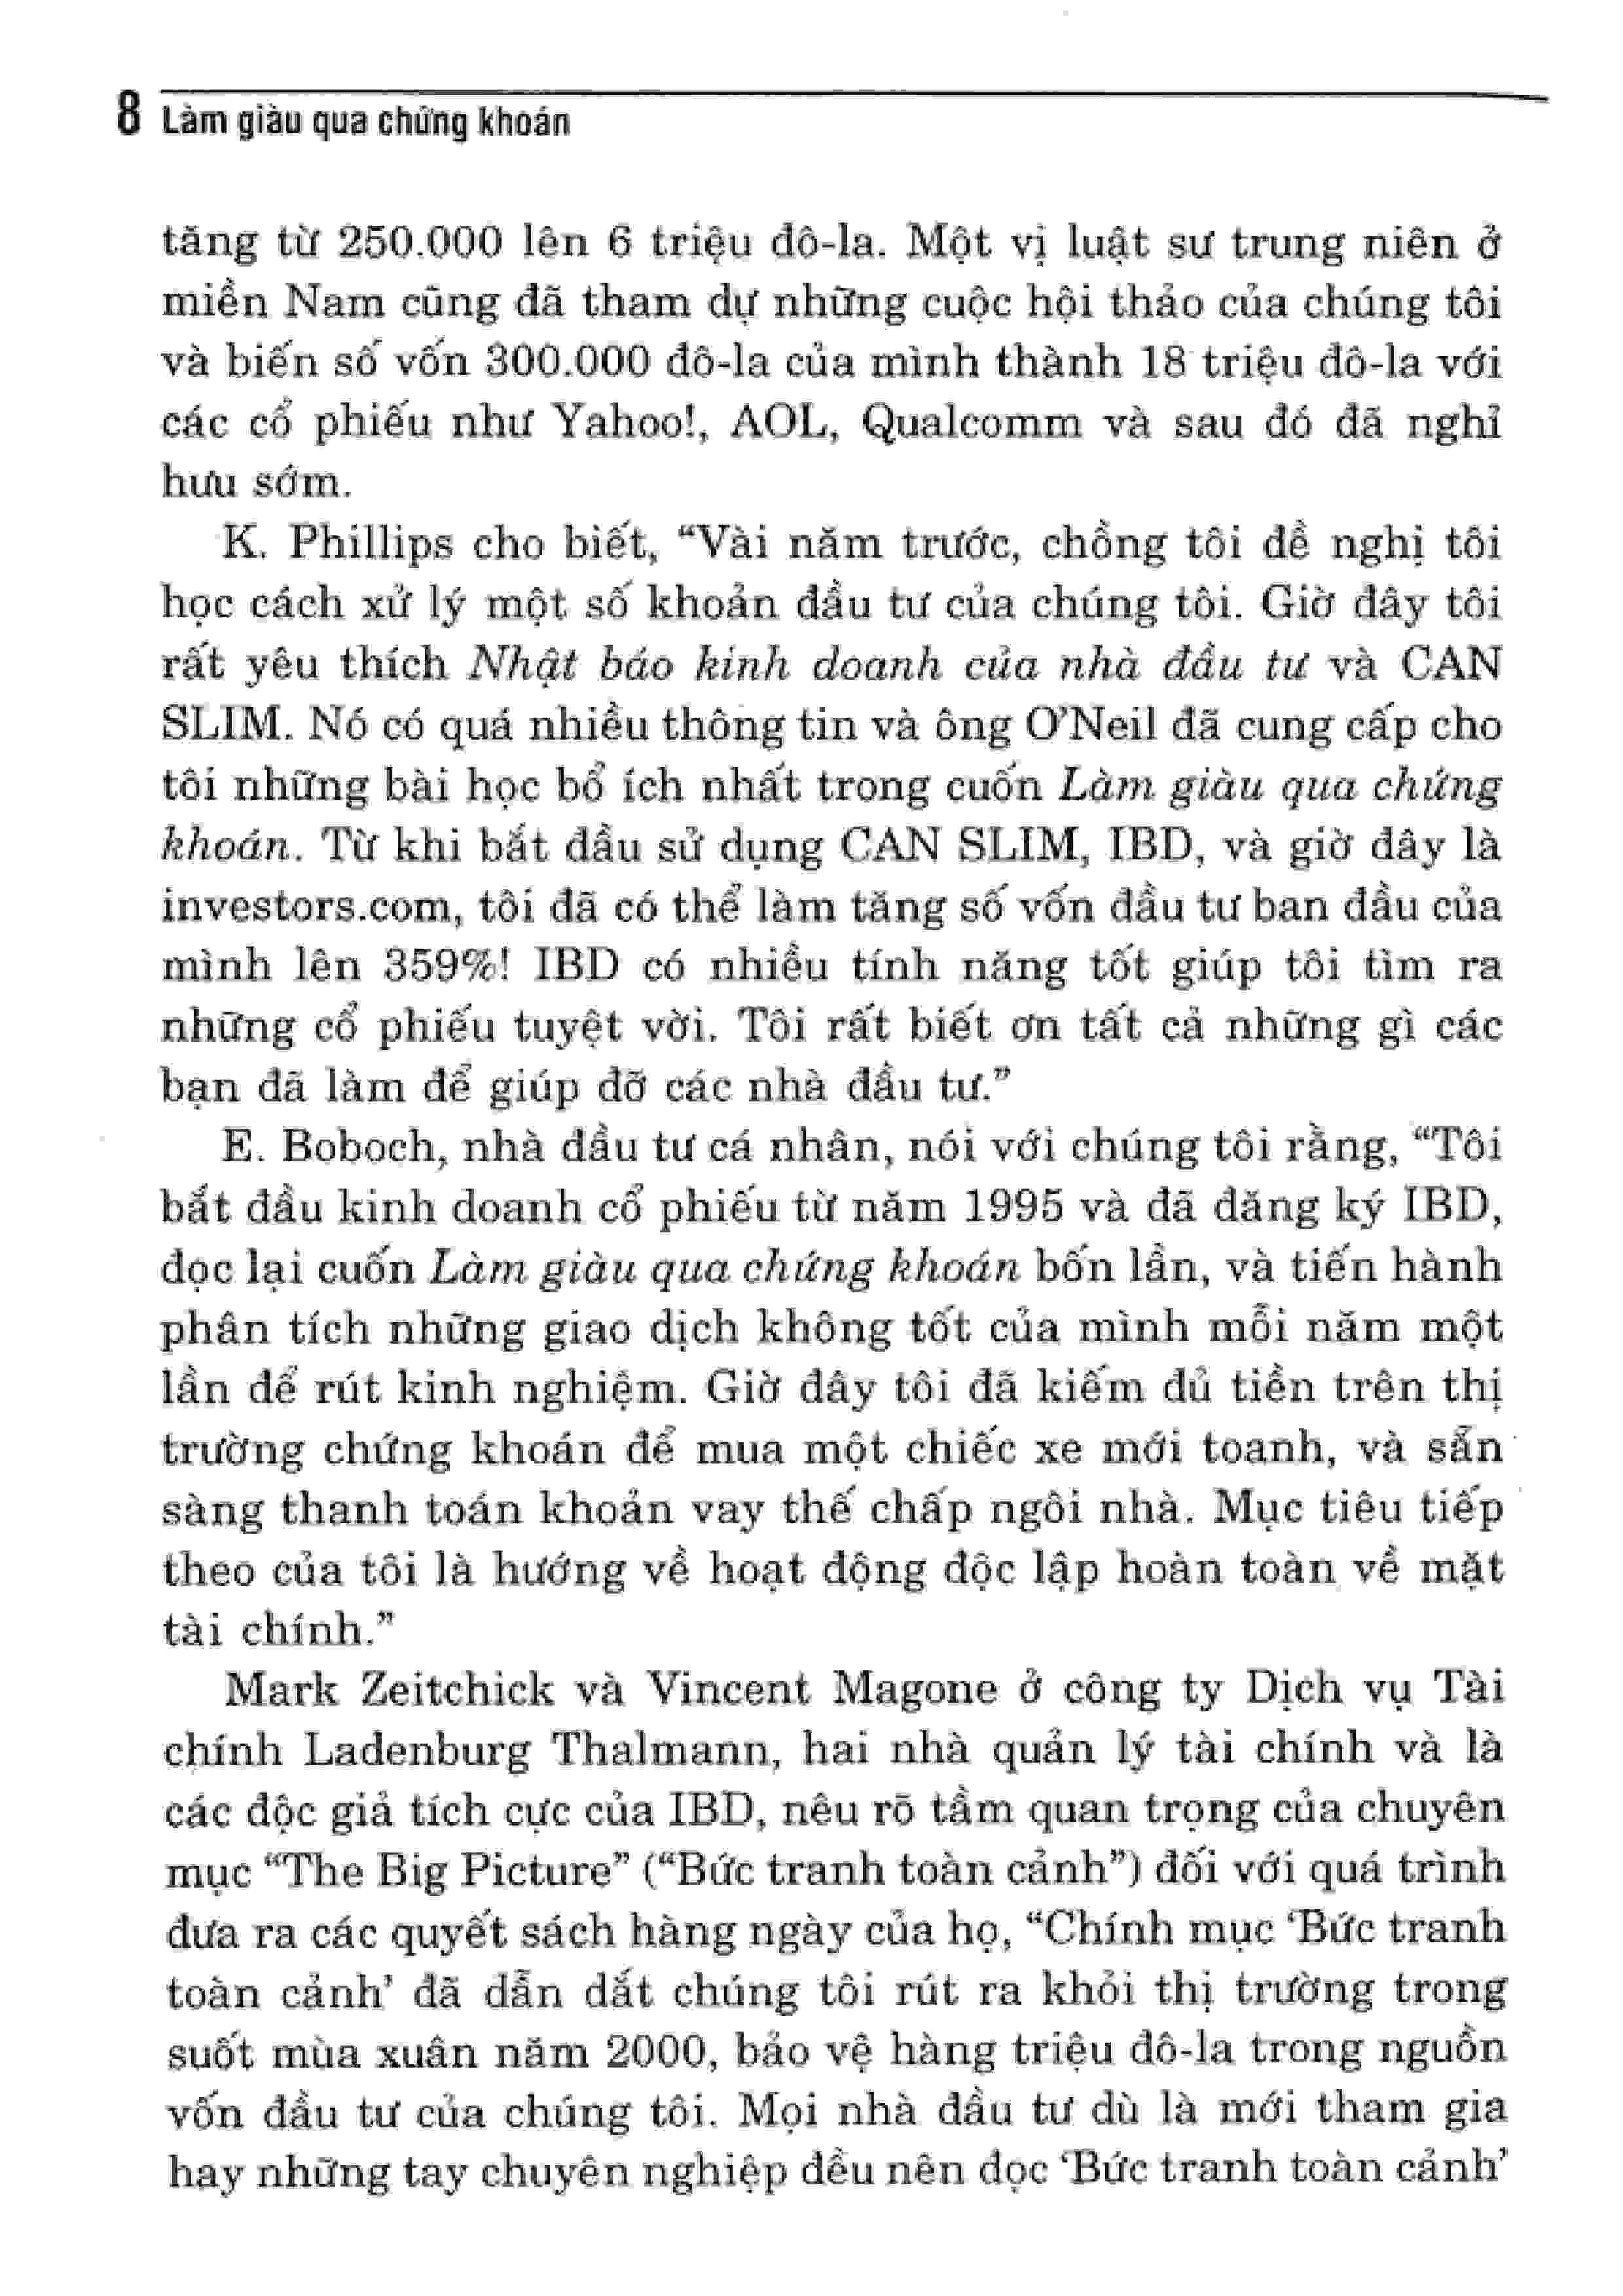 8 Làm giàu qua chứng khoán
tăng từ 250.000 lên 6 triệu đô-la. Một vị luật sư trung niên ở
miền Nam cũng đã tham dự những cuộc hội thảo của chúng tôi
và biến số vốn 300.000 đô-la của mình thành 18 triệu đô-la với
các cổ phiếu như Yahoo!, AOL, Qualcomm và sau đó đã nghỉ
hưu sớm.
K. Phillips cho biết, “Vài năm trước, chồng tôi đề nghị tôi
học cách xử lý một số khoản đầu tư của chúng tôi. Giờ đây tôi
rất yêu thích Nhật báo kinh doanh của nhà đầu tư và CAN
SLIM. Nó có quá nhiều thông tin và ông O’Neil đã cung cấp cho
tôi những bài học bổ ích nhất trong cuốn Làm giàu qua chứng
khoán. Từ khi bắt đầu sử dụng CAN SLIM, IBD, và giờ đây là
investors.com, tôi đã có thể làm tăng số vốn đầu tư ban đầu của
mình lên 359%! IBD có nhiều tính năng tốt giúp tôi tìm ra
những cổ phiếu tuyệt vời. Tôi rất biết ơn tất cả những gì các
bạn đã làm để giúp đỡ các nhà đầu tư.”
E. Boboch, nhà đầu tư cá nhân, nói với chúng tôi rằng, “Tôi
bắt đầu kinh doanh cổ phiếu từ năm 1995 và đã đăng ký IBD,
đọc lại cuốn Làm giàu qua chứng khoán bốn lần, và tiến hành
phân tích những giao dịch không tốt của mình mỗi năm một
lần để rút kinh nghiệm. Giờ đây tôi đã kiếm đủ tiền trên thị
trường chứng khoán để mua một chiếc xe mới toanh, và sẵn
sàng thanh toán khoản vay thế chấp ngôi nhà. Mục tiêu tiếp
theo của tôi là hướng về hoạt động độc lập hoàn toàn về mặt
tài chính.”
Mark Zeitchick và Vincent Magone ở công ty Dịch vụ Tài
chính Ladenburg Thalmann, hai nhà quản lý tài chính và là
các độc giả tích cực của IBD, nêu rõ tầm quan trọng của chuyên
mục “The Big Picture” (“Bức tranh toàn cảnh”) đối với quá trình
đưa ra các quyết sách hàng ngày của họ, “Chính mục ‘Bức tranh
toàn cảnh’ đã dẫn dắt chúng tôi rút ra khỏi thị trường trong
suốt mùa xuân năm 2000, bảo vệ hàng triệu đô-la trong nguồn
vốn đầu tư của chúng tôi. Mọi nhà đầu tư dù là mới tham gia
hay những tay chuyên nghiệp đều nên đọc ‘Bức tranh toàn cảnh’